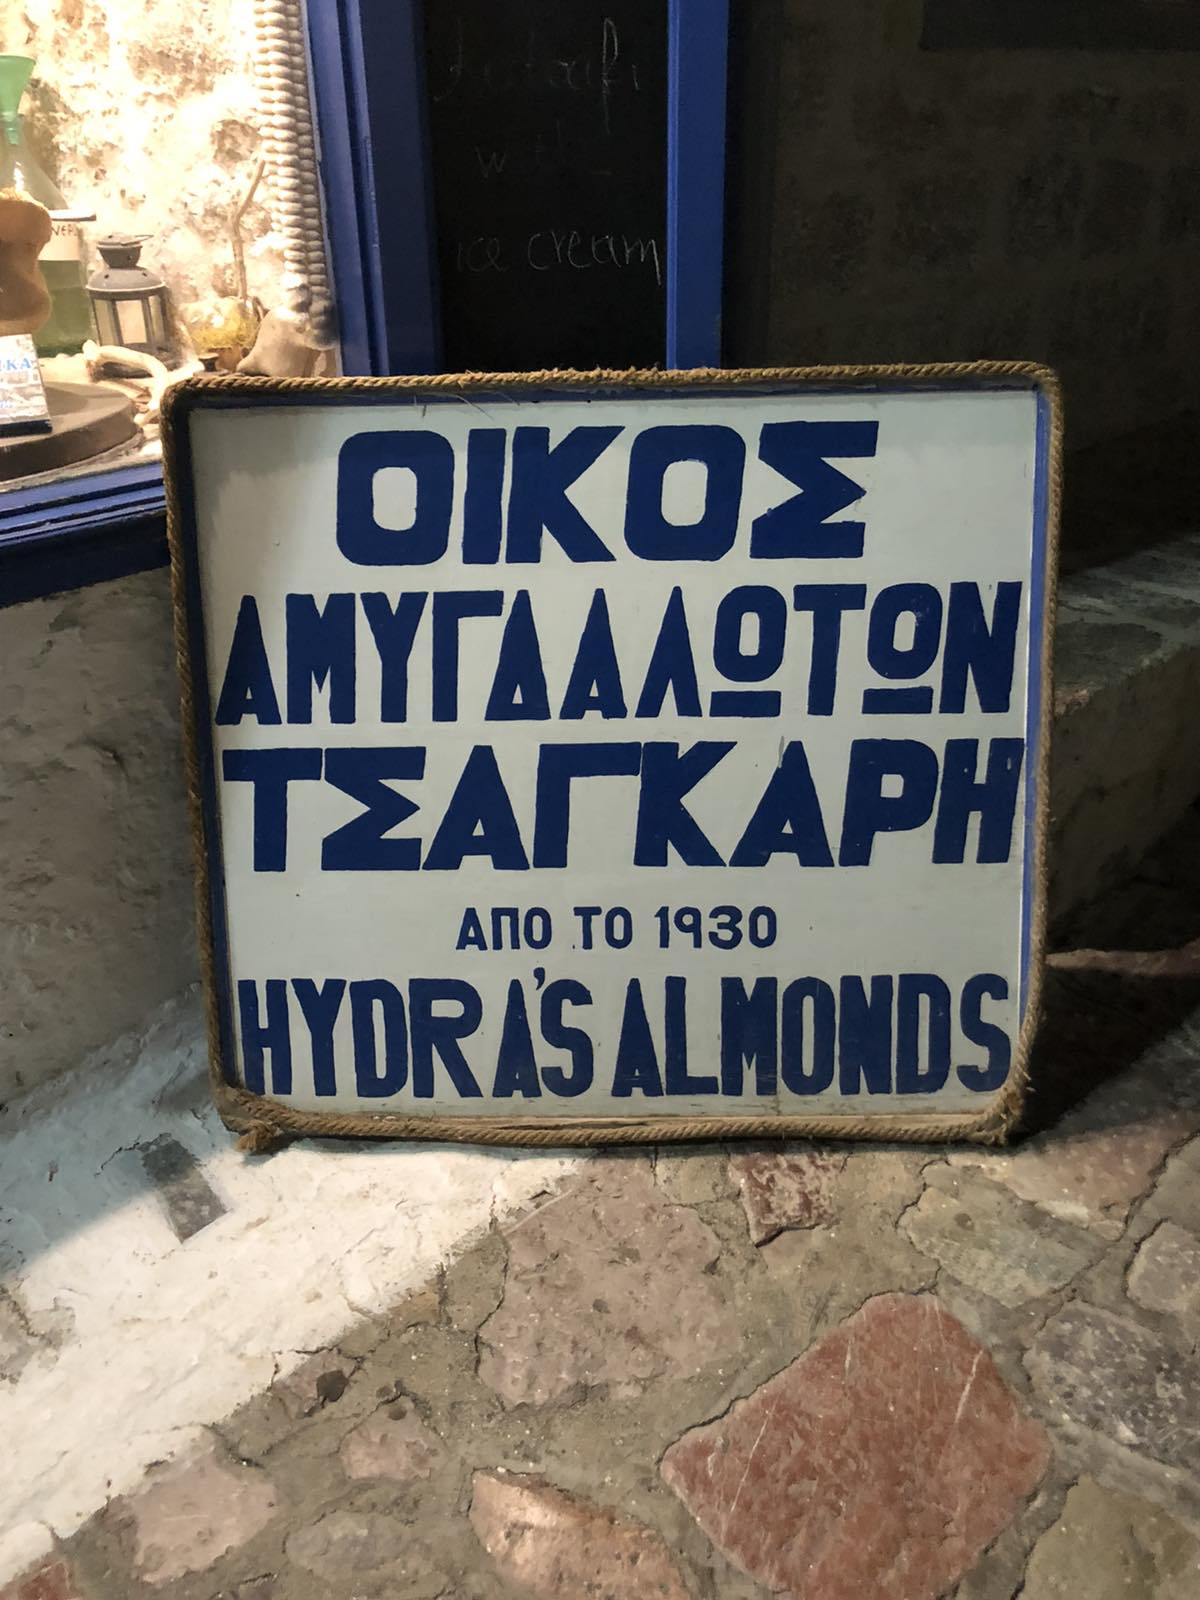 ice cream
ΟΙΚΟΣ
ΑΜΥΓΔΑΛΩΤΩΝ
ΤΣΑΓΚΑΡΗ
ΑΠΟ ΤΟ 1930
HYDRA'S ALMONDS